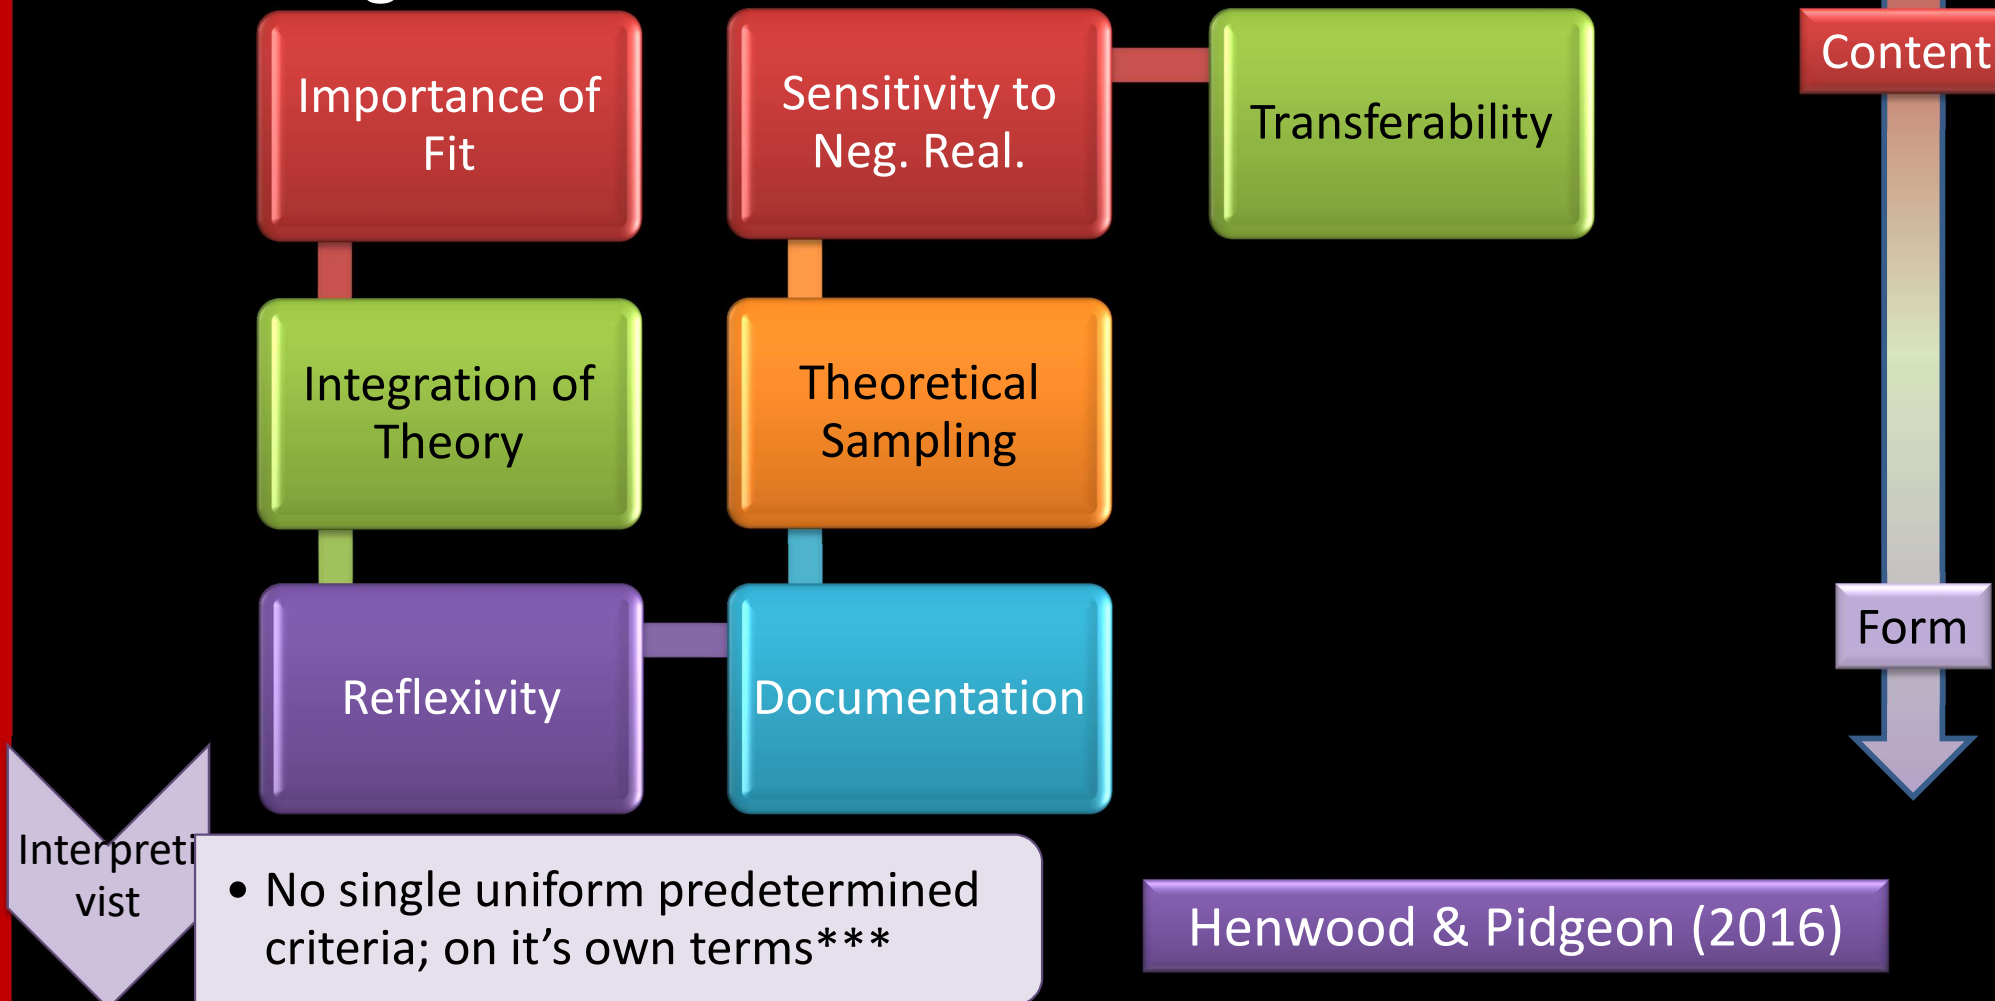 Importance of
Fit
Sensitivity to
Neg. Real.
Transferability
Content
Integration of
Theory
Theoretical
Sampling
Reflexivity
Documentation
Form
Interpreti
vist
• No single uniform predetermined
criteria; on it’s own terms***
Henwood & Pidgeon (2016)